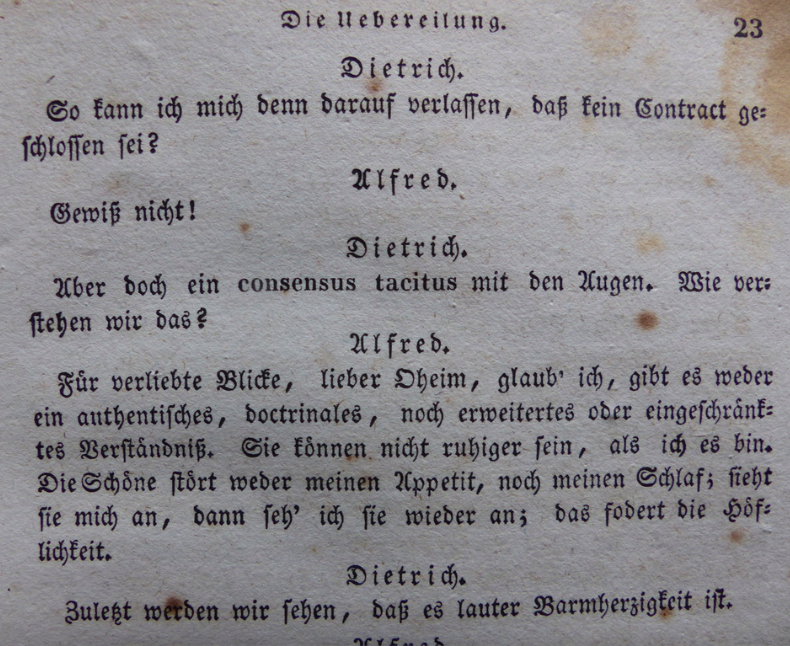 Die Uebereilung. 23
Dietrich.
So kann ich mich denn darauf verlassen, daß kein Contract ge-
schlossen sei?
Alfred.
Gewiß nicht!
Dietrich.
Aber doch ein consensus tacitus mit den Augen. Wie ver-
stehen wir das?
Alfred.
Für verliebte Blicke, lieber Oheim, glaub' ich, gibt es weder
ein authentisches, doctrinales, noch erweitertes oder eingeschränk-
tes Verständniß. Sie können nicht ruhiger sein, als ich es bin.
Die Schöne stört weder meinen Appetit, noch meinen Schlaf; sieht
sie mich an, dann seh' ich sie wieder an; das fodert die Höf-
lichkeit.
Dietrich.
Zuletzt werden wir sehen, daß es lauter Barmherzigkeit ist.
Alfred